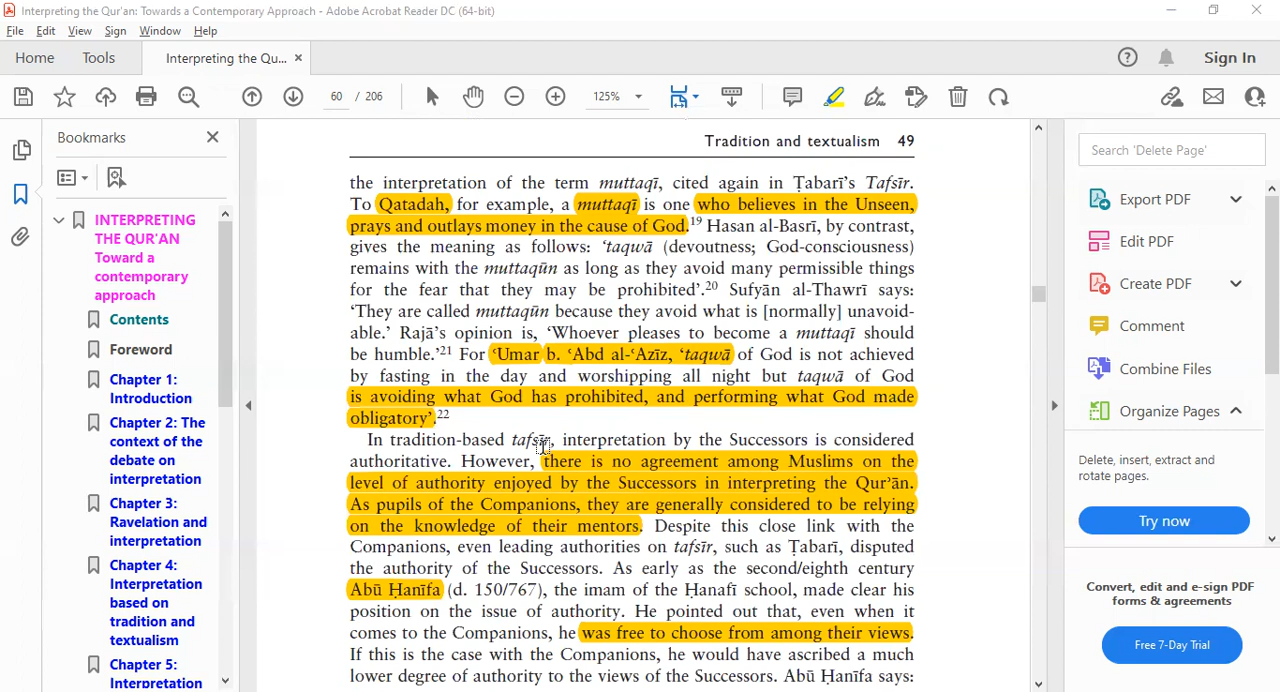 Interpreting the Qur'an: Towards a Contemporary Approach - Adobe Acrobat Reader DC (64-bit)
File Edit View Sign Window Help
Home Tools Interpreting the Qu... × Sign In
60 / 206 125%
Bookmarks
INTERPRETING
THE QUR'AN
Toward a
contemporary
approach
Contents
Foreword
Chapter 1:
Introduction
Chapter 2: The
context of the
debate on
interpretation
Chapter 3:
Ravelation and
interpretation
Chapter 4:
Interpretation
based on
tradition and
textualism
Chapter 5:
Interpretation
Tradition and textualism 49
the interpretation of the term muttaqī, cited again in Ṭabarī's Tafsīr.
To Qatadah, for example, a muttaqī is one who believes in the Unseen,
prays and outlays money in the cause of God.19 Hasan al-Basrī, by contrast,
gives the meaning as follows: 'taqwā (devoutness; God-consciousness)
remains with the muttaqūn as long as they avoid many permissible things
for the fear that they may be prohibited'.20 Sufyān al-Thawrī says:
'They are called muttaqūn because they avoid what is [normally] unavoid-
able.' Rajā's opinion is, 'Whoever pleases to become a muttaqī should
be humble.'21 For ʿUmar b. ʿAbd al-ʿAzīz, 'taqwā of God is not achieved
by fasting in the day and worshipping all night but taqwā of God
is avoiding what God has prohibited, and performing what God made
obligatory'.22
In tradition-based tafsīr, interpretation by the Successors is considered
authoritative. However, there is no agreement among Muslims on the
level of authority enjoyed by the Successors in interpreting the Qur'ān.
As pupils of the Companions, they are generally considered to be relying
on the knowledge of their mentors. Despite this close link with the
Companions, even leading authorities on tafsīr, such as Ṭabarī, disputed
the authority of the Successors. As early as the second/eighth century
Abū Ḥanīfa (d. 150/767), the imam of the Ḥanafī school, made clear his
position on the issue of authority. He pointed out that, even when it
comes to the Companions, he was free to choose from among their views.
If this is the case with the Companions, he would have ascribed a much
lower degree of authority to the views of the Successors. Abū Ḥanīfa says:
Search 'Delete Page'
Export PDF
Edit PDF
Create PDF
Comment
Combine Files
Organize Pages
Delete, insert, extract and
rotate pages.
Try now
Convert, edit and e-sign PDF
forms & agreements
Free 7-Day Trial